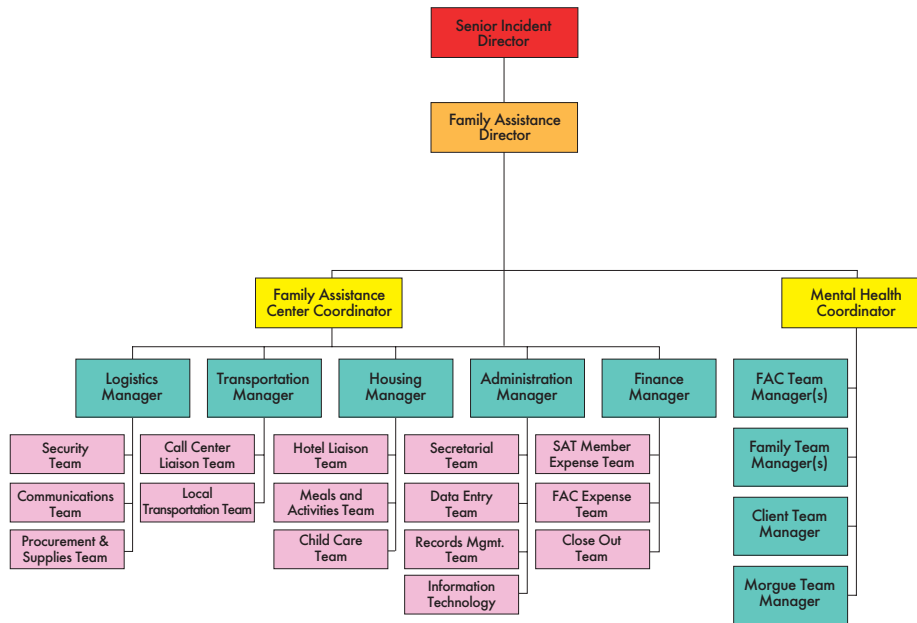 Senior Incident
Director
Family Assistance
Director
Family Assistance
Center Coordinator
Mental Health
Coordinator
Logistics
Manager
Transportation
Manager
Housing
Manager
Administration
Manager
Finance
Manager
FAC Team
Manager(s)
Security
Team
Call Center
Liaison Team
Hotel Liaison
Team
Secretarial
Team
SAT Member
Expense Team
Family Team
Manager(s)
Communications
Team
Local
Transportation Team
Meals and
Activities Team
Data Entry
Team
FAC Expense
Team
Client Team
Manager
Procurement &
Supplies Team
Child Care
Team
Records Mgmt.
Team
Close Out
Team
Information
Technology
Morgue Team
Manager